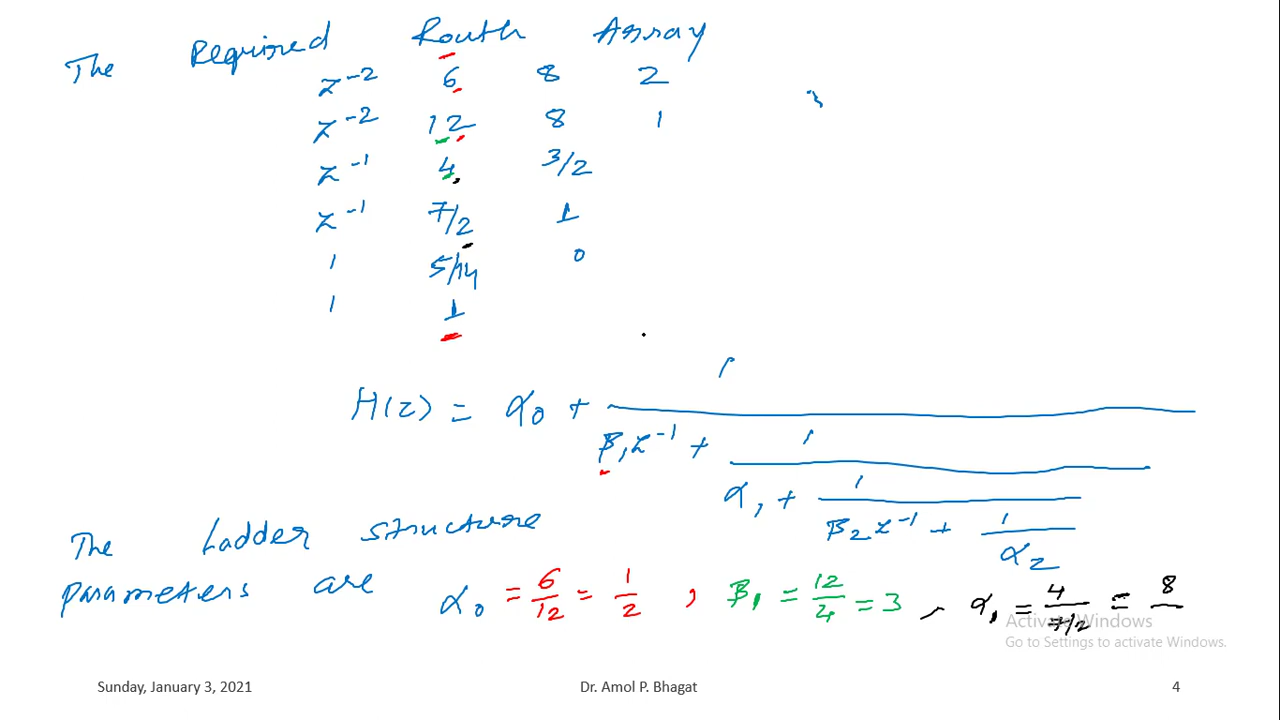 The Required Routh Array
z⁻² 6 8 2
z⁻² 12 8 1
z⁻¹ 4 3/2
z⁻¹ 7/2 1
1 5/14 0
1 1
1
H(z) = α₀ +
β₁z⁻¹ + 1
α₁ + 1
β₂z⁻¹ + 1/α₂
The Ladder structure
parameters are α₀ = 6/12 = 1/2 , β₁ = 12/4 = 3 , α₁ = 4/7/2 = 8
Activate Windows
Go to Settings to activate Windows.
Sunday, January 3, 2021 Dr. Amol P. Bhagat 4